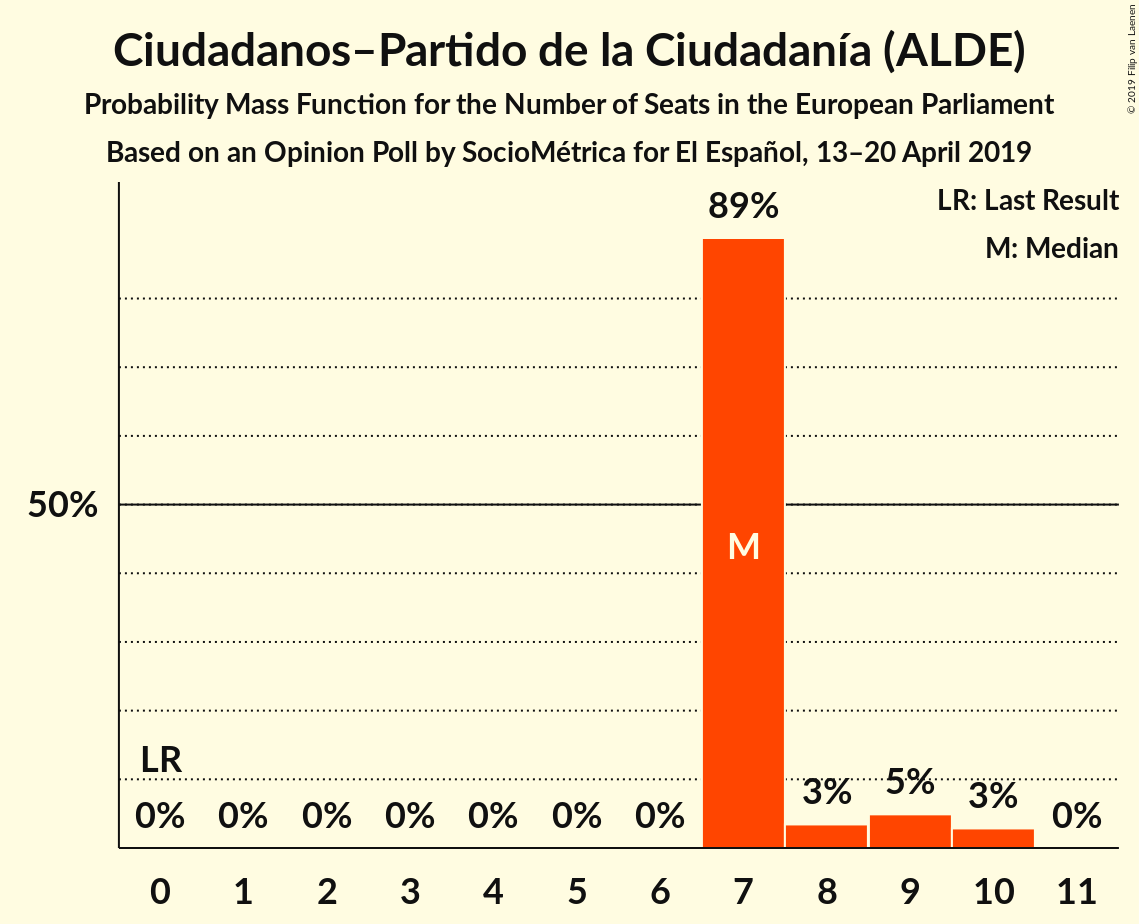 Ciudadanos–Partido de la Ciudadanía (ALDE)
Probability Mass Function for the Number of Seats in the European Parliament
Based on an Opinion Poll by SocioMétrica for El Español, 13–20 April 2019
© 2019 Filip van Laenen
LR: Last Result
M: Median
89%
50%
M
LR
0% 0% 0% 0% 0% 0% 0% 3% 5% 3% 0%
0 1 2 3 4 5 6 7 8 9 10 11